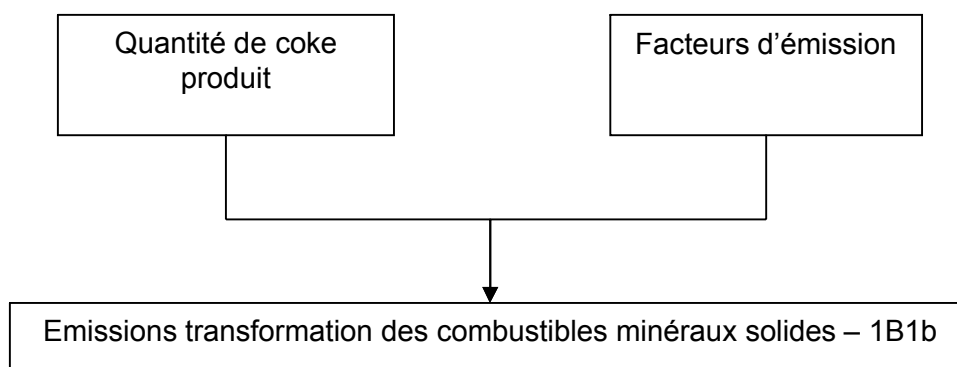 Quantité de coke
produit
Facteurs d’émission
Emissions transformation des combustibles minéraux solides – 1B1b